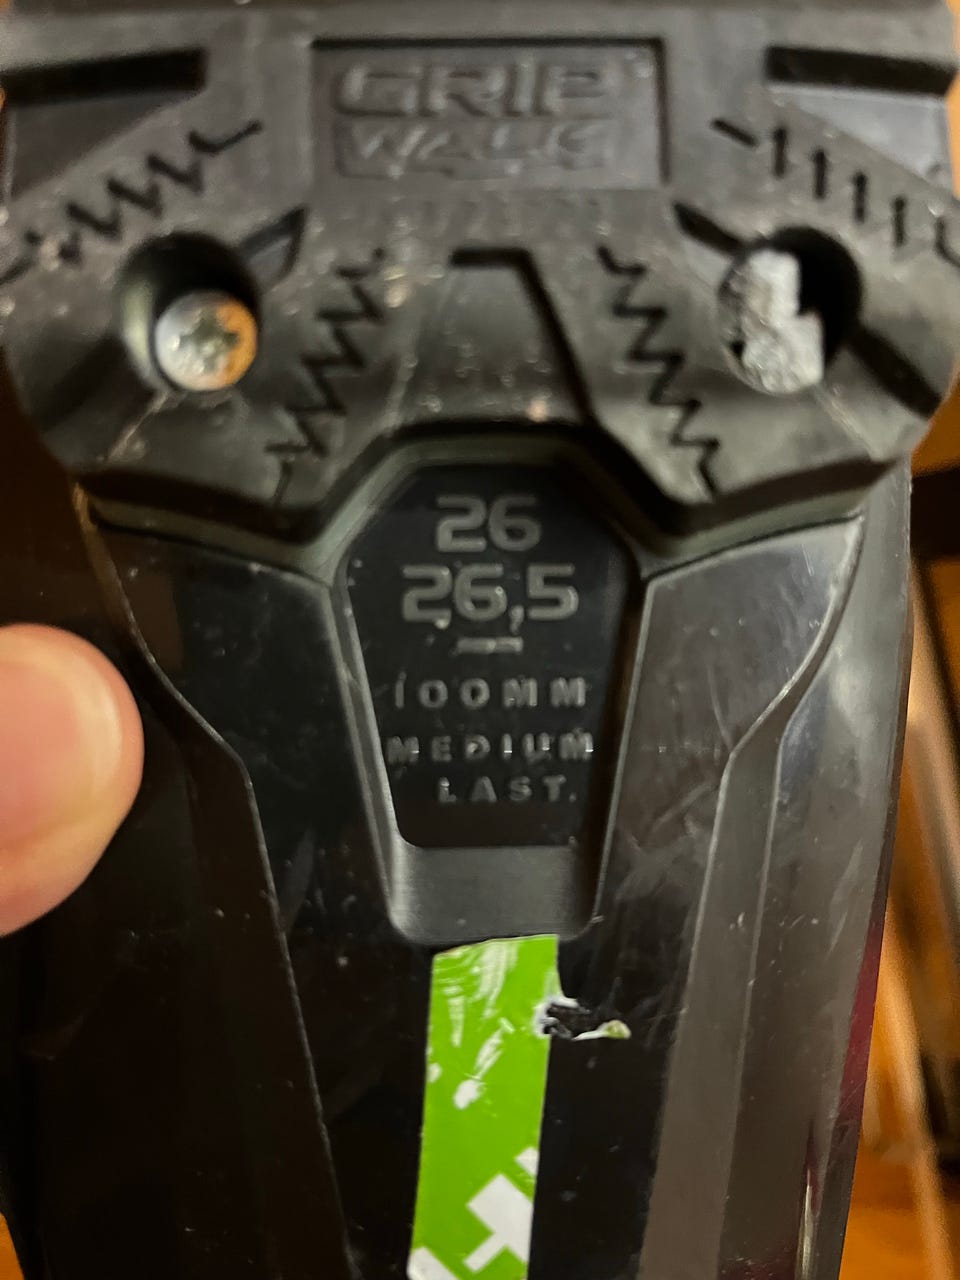 GRIP
WALK
26
26,5
100MM
MEDIUM
LAST.